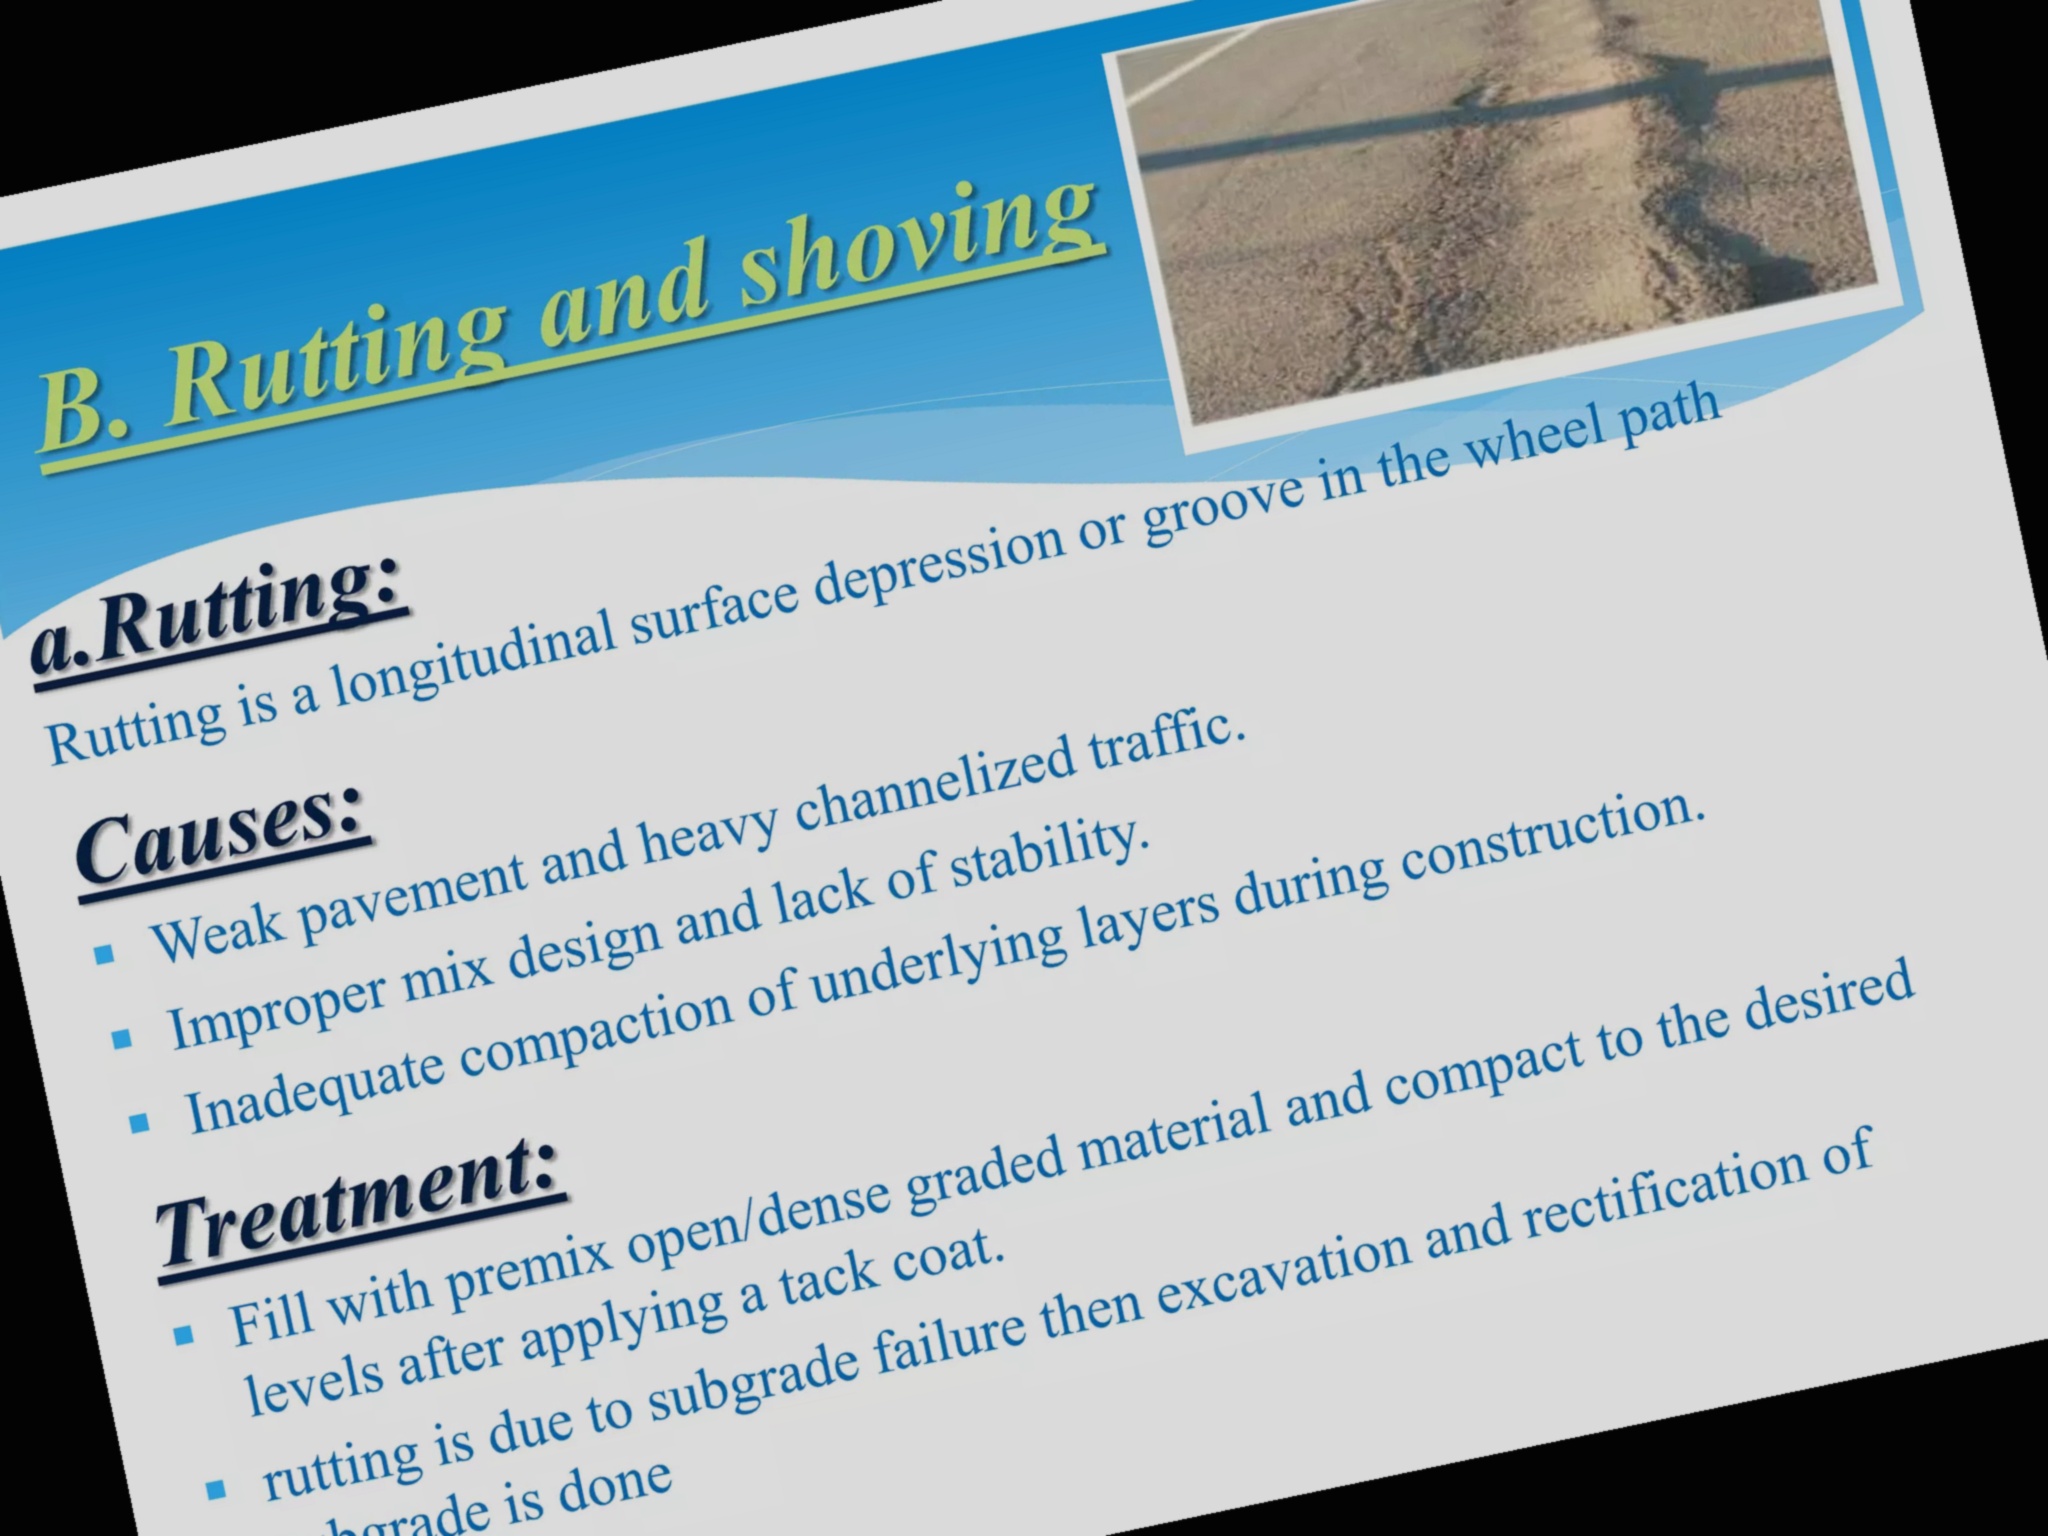 B. Rutting and shoving
a.Rutting:
Rutting is a longitudinal surface depression or groove in the wheel path
Causes:
▪ Weak pavement and heavy channelized traffic.
▪ Improper mix design and lack of stability.
▪ Inadequate compaction of underlying layers during construction.
Treatment:
▪ Fill with premix open/dense graded material and compact to the desired
levels after applying a tack coat.
▪ rutting is due to subgrade failure then excavation and rectification of
is done